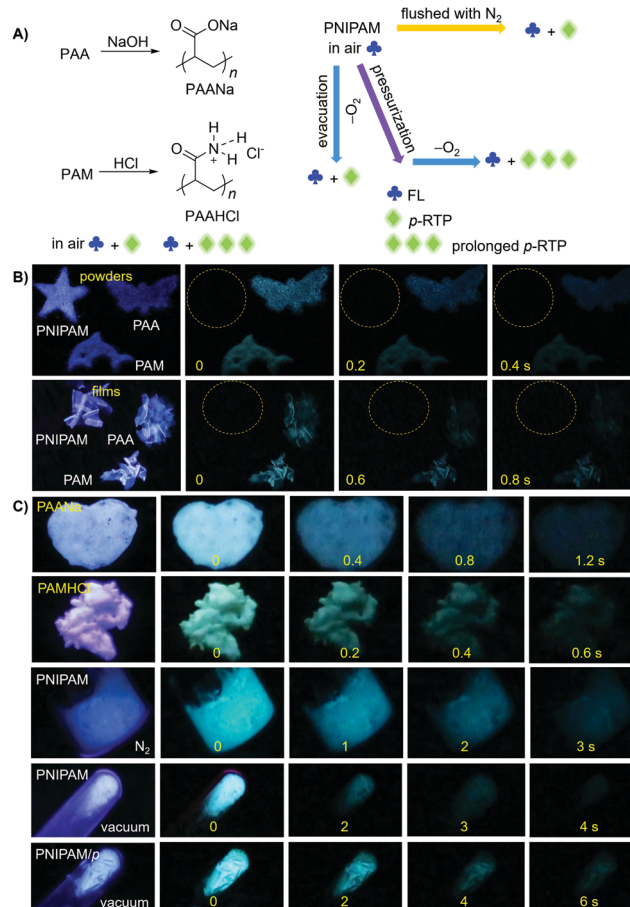 A)
PAA
NaOH
O
ONa
n
PAANa
PAM
HCl
O
N
+
H
H
H
Cl-
n
PAAHCl
in air + +
PNIPAM
in air
flushed with N2
+
evacuation
–O2
pressurization
–O2
+
+
FL
p-RTP
prolonged p-RTP
B)
powders
PNIPAM
PAA
PAM
0
0.2
0.4 s
films
PNIPAM
PAA
PAM
0
0.6
0.8 s
C)
PAANa
0
0.4
0.8
1.2 s
PAMHCl
0
0.2
0.4
0.6 s
PNIPAM
N2
0
1
2
3 s
PNIPAM
vacuum
0
2
3
4 s
PNIPAM/p
vacuum
0
2
4
6 s